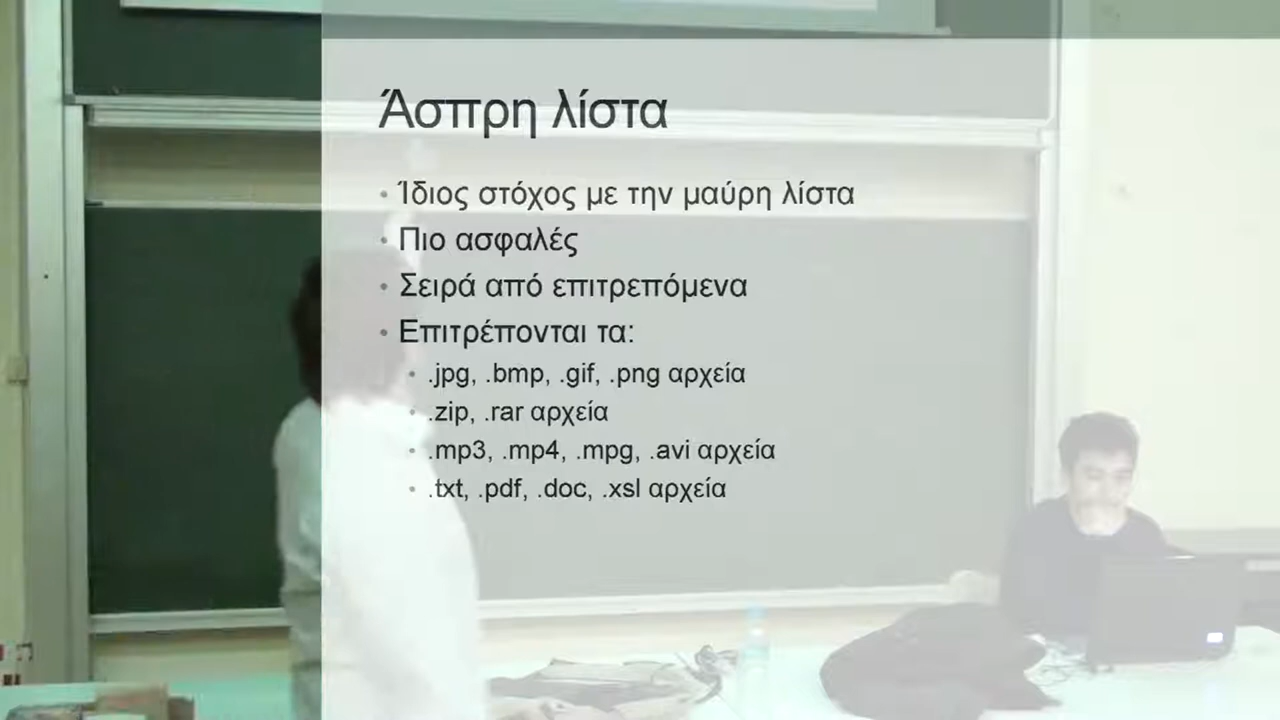 Άσπρη λίστα
• Ίδιος στόχος με την μαύρη λίστα
• Πιο ασφαλές
• Σειρά από επιτρεπόμενα
• Επιτρέπονται τα:
• .jpg, .bmp, .gif, .png αρχεία
• .zip, .rar αρχεία
• .mp3, .mp4, .mpg, .avi αρχεία
• .txt, .pdf, .doc, .xsl αρχεία